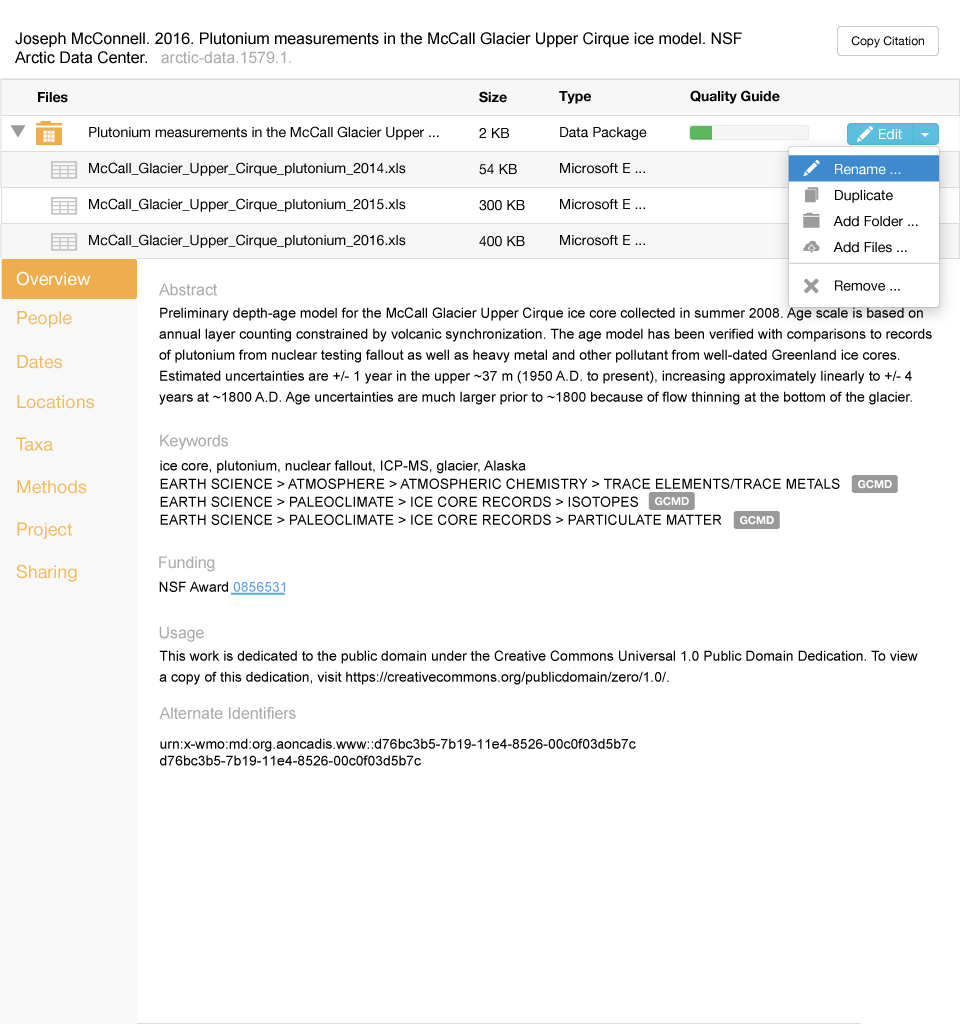 Joseph McConnell. 2016. Plutonium measurements in the McCall Glacier Upper Cirque ice model. NSF
Arctic Data Center. arctic-data.1579.1.
Copy Citation
Files Size Type Quality Guide
Plutonium measurements in the McCall Glacier Upper ... 2 KB Data Package Edit
McCall_Glacier_Upper_Cirque_plutonium_2014.xls 54 KB Microsoft E ...
McCall_Glacier_Upper_Cirque_plutonium_2015.xls 300 KB Microsoft E ...
McCall_Glacier_Upper_Cirque_plutonium_2016.xls 400 KB Microsoft E ...
Rename ...
Duplicate
Add Folder ...
Add Files ...
Remove ...
Overview
People
Dates
Locations
Taxa
Methods
Project
Sharing
Abstract
Preliminary depth-age model for the McCall Glacier Upper Cirque ice core collected in summer 2008. Age scale is based on
annual layer counting constrained by volcanic synchronization. The age model has been verified with comparisons to records
of plutonium from nuclear testing fallout as well as heavy metal and other pollutant from well-dated Greenland ice cores.
Estimated uncertainties are +/- 1 year in the upper ~37 m (1950 A.D. to present), increasing approximately linearly to +/- 4
years at ~1800 A.D. Age uncertainties are much larger prior to ~1800 because of flow thinning at the bottom of the glacier.
Keywords
ice core, plutonium, nuclear fallout, ICP-MS, glacier, Alaska
EARTH SCIENCE > ATMOSPHERE > ATMOSPHERIC CHEMISTRY > TRACE ELEMENTS/TRACE METALS GCMD
EARTH SCIENCE > PALEOCLIMATE > ICE CORE RECORDS > ISOTOPES GCMD
EARTH SCIENCE > PALEOCLIMATE > ICE CORE RECORDS > PARTICULATE MATTER GCMD
Funding
NSF Award 0856531
Usage
This work is dedicated to the public domain under the Creative Commons Universal 1.0 Public Domain Dedication. To view
a copy of this dedication, visit https://creativecommons.org/publicdomain/zero/1.0/.
Alternate Identifiers
urn:x-wmo:md:org.aoncadis.www::d76bc3b5-7b19-11e4-8526-00c0f03d5b7c
d76bc3b5-7b19-11e4-8526-00c0f03d5b7c